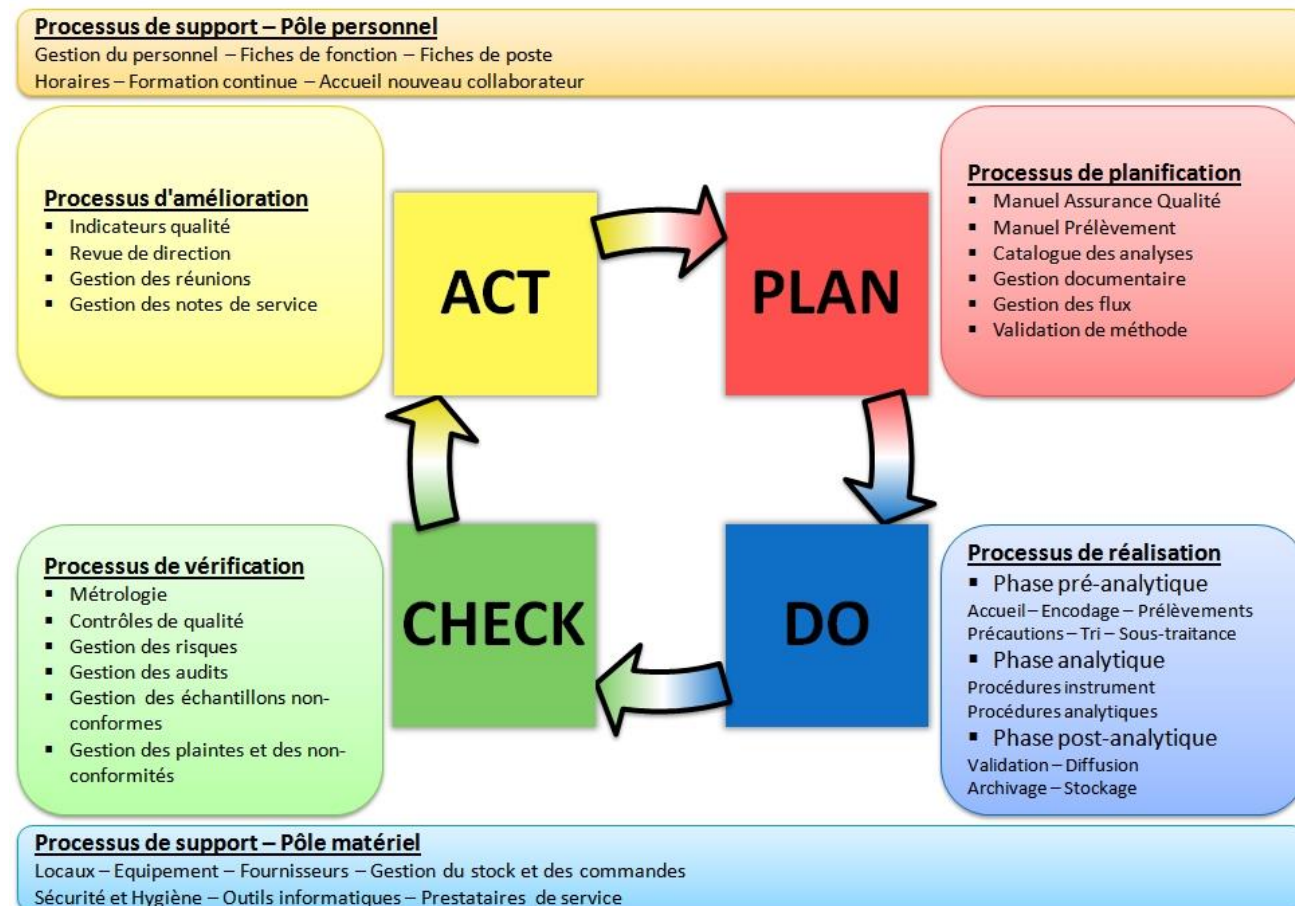 Processus de support – Pôle personnel
Gestion du personnel – Fiches de fonction – Fiches de poste
Horaires – Formation continue – Accueil nouveau collaborateur
Processus d'amélioration
▪ Indicateurs qualité
▪ Revue de direction
▪ Gestion des réunions
▪ Gestion des notes de service
ACT
PLAN
Processus de planification
▪ Manuel Assurance Qualité
▪ Manuel Prélèvement
▪ Catalogue des analyses
▪ Gestion documentaire
▪ Gestion des flux
▪ Validation de méthode
Processus de vérification
▪ Métrologie
▪ Contrôles de qualité
▪ Gestion des risques
▪ Gestion des audits
▪ Gestion des échantillons non-
conformes
▪ Gestion des plaintes et des non-
conformités
CHECK
DO
Processus de réalisation
▪ Phase pré-analytique
Accueil – Encodage – Prélèvements
Précautions – Tri – Sous-traitance
▪ Phase analytique
Procédures instrument
Procédures analytiques
▪ Phase post-analytique
Validation – Diffusion
Archivage – Stockage
Processus de support – Pôle matériel
Locaux – Equipement – Fournisseurs – Gestion du stock et des commandes
Sécurité et Hygiène – Outils informatiques – Prestataires de service